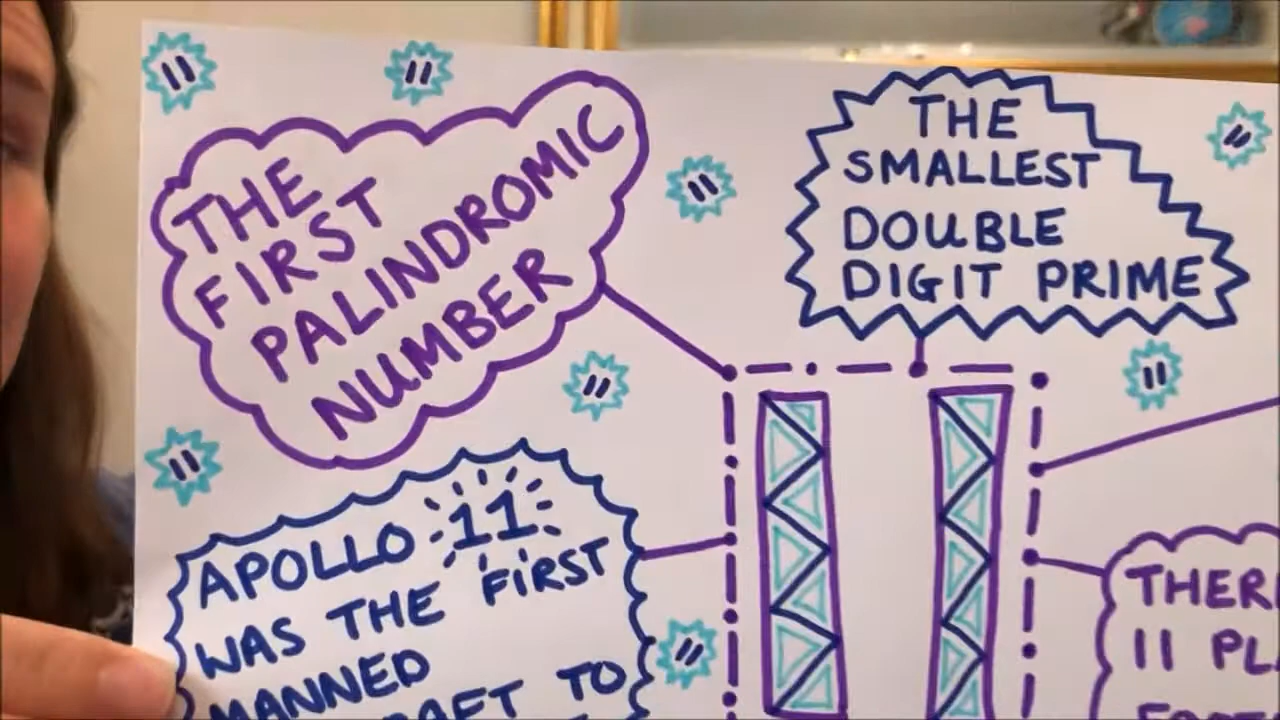 11
11
THE
FIRST
PALINDROMIC
NUMBER
11
THE
SMALLEST
DOUBLE
DIGIT PRIME
11
11
11
11
APOLLO 11
WAS THE FIRST
MANNED
TO
11
11 PL